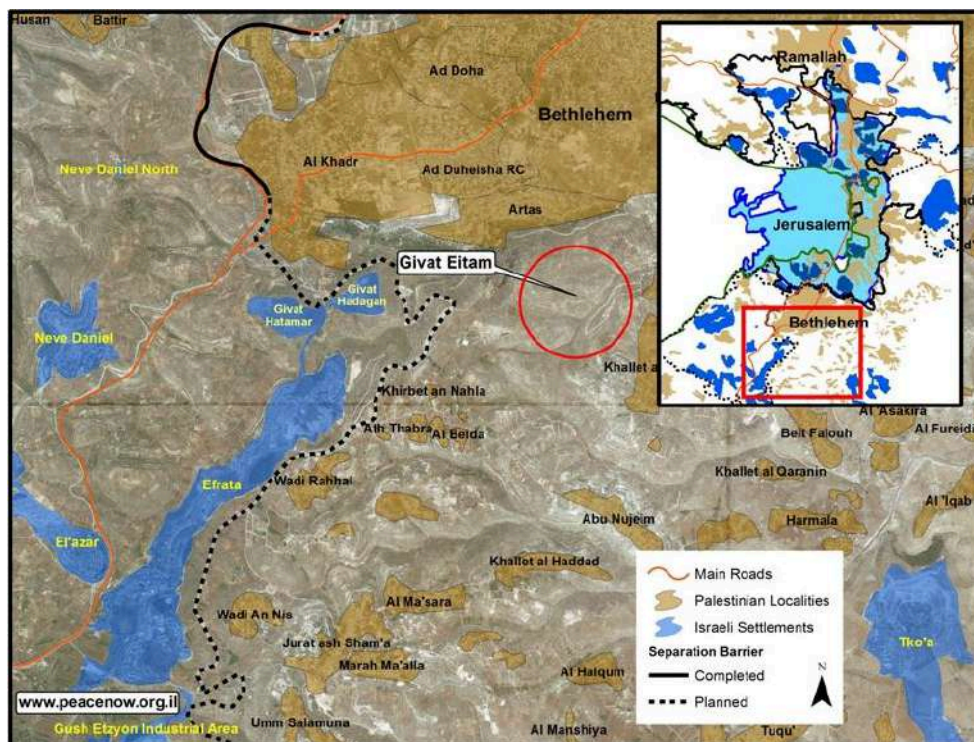 Husan
Battir
Ad Doha
Bethlehem
Neve Daniel North
Al Khadr
Ad Duheisha RC
Artas
Givat Eitam
Givat
Hadagan
Givat
Hatamar
Neve Daniel
Khallet a
Khirbet an Nahla
Ath Thabra
Al Beida
Wadi Rahhal
Efrata
El'azar
Ramallah
Jerusalem
Bethlehem
Al 'Asakira
Beit Falouh
Al Fureidi
Khallet al Qaranin
Al 'Iqab
Abu Nujeim
Harmala
Khallet al Haddad
Al Ma'sara
Wadi An Nis
Jurat ash Sham'a
Marah Ma'alla
Al Halqum
Tko'a
Umm Salamuna
Al Manshiya
Tuqu'
Gush Etzyon Industrial Area
www.peacenow.org.il
Main Roads
Palestinian Localities
Israeli Settlements
Separation Barrier
Completed
Planned
N